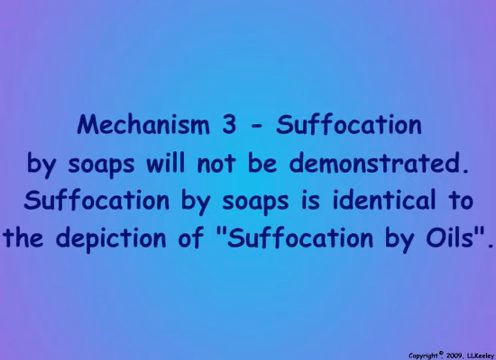 Mechanism 3 - Suffocation
by soaps will not be demonstrated.
Suffocation by soaps is identical to
the depiction of "Suffocation by Oils".
Copyright©, 2009, LLKeeley